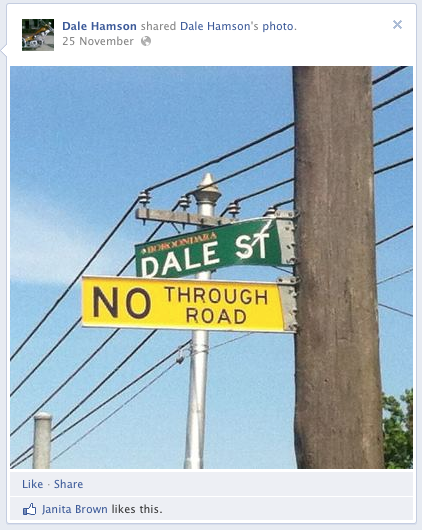 Dale Hamson shared Dale Hamson's photo.
25 November
BOROONDARA
DALE ST
NO THROUGH
ROAD
Like · Share
Janita Brown likes this.